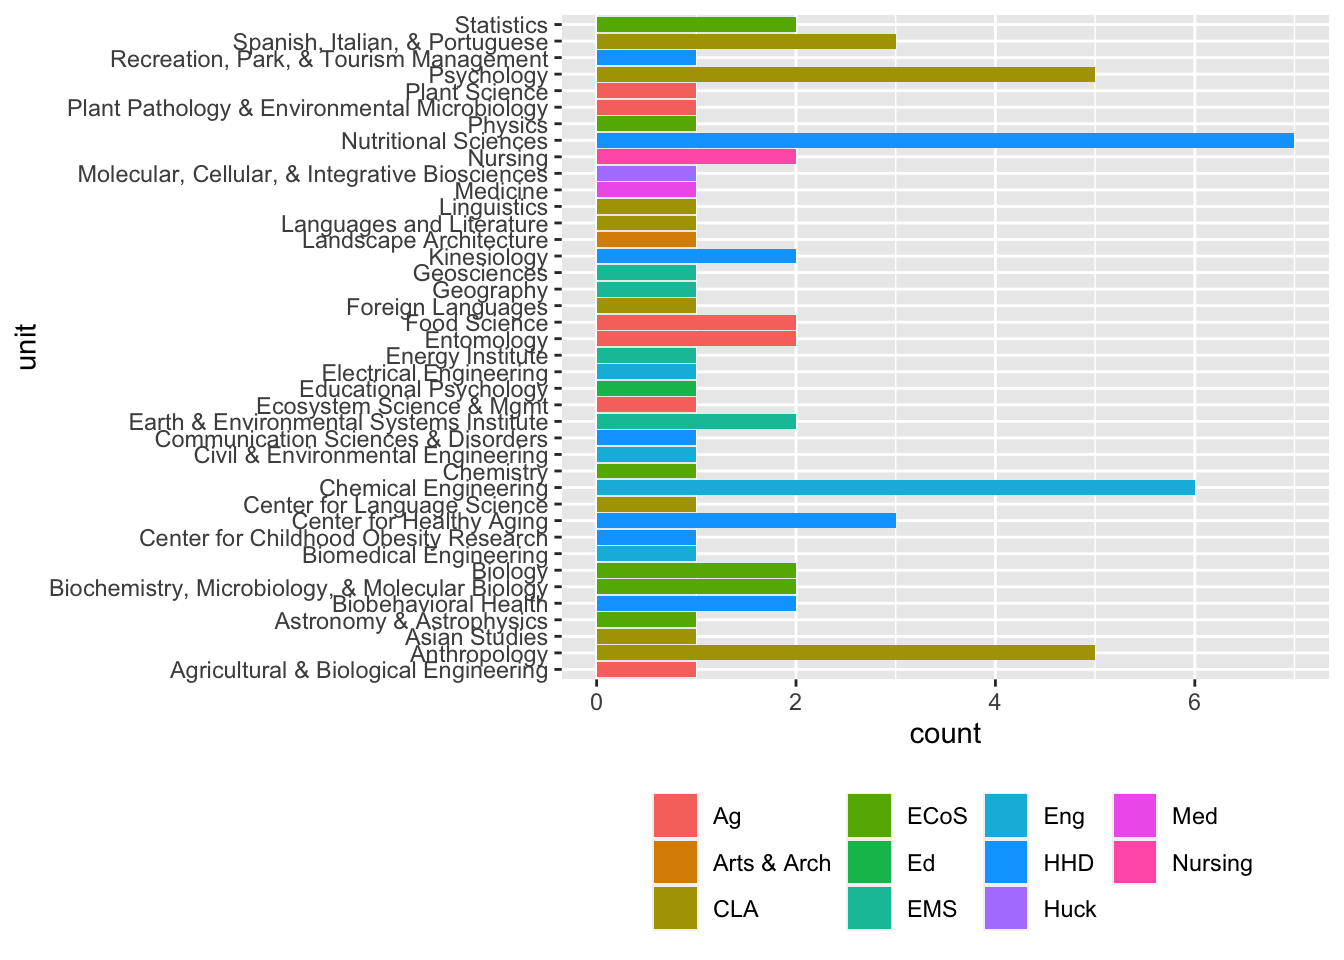 Statistics
Spanish, Italian, & Portuguese
Recreation, Park, & Tourism Management
Psychology
Plant Science
Plant Pathology & Environmental Microbiology
Physics
Nutritional Sciences
Nursing
Molecular, Cellular, & Integrative Biosciences
Medicine
Linguistics
Languages and Literature
Landscape Architecture
Kinesiology
Geosciences
Geography
Foreign Languages
Food Science
Entomology
Energy Institute
Electrical Engineering
Educational Psychology
Ecosystem Science & Mgmt
Earth & Environmental Systems Institute
Communication Sciences & Disorders
Civil & Environmental Engineering
Chemistry
Chemical Engineering
Center for Language Science
Center for Healthy Aging
Center for Childhood Obesity Research
Biomedical Engineering
Biology
Biochemistry, Microbiology, & Molecular Biology
Biobehavioral Health
Astronomy & Astrophysics
Asian Studies
Anthropology
Agricultural & Biological Engineering
unit
0 2 4 6
count
Ag ECoS Eng Med
Arts & Arch Ed HHD Nursing
CLA EMS Huck